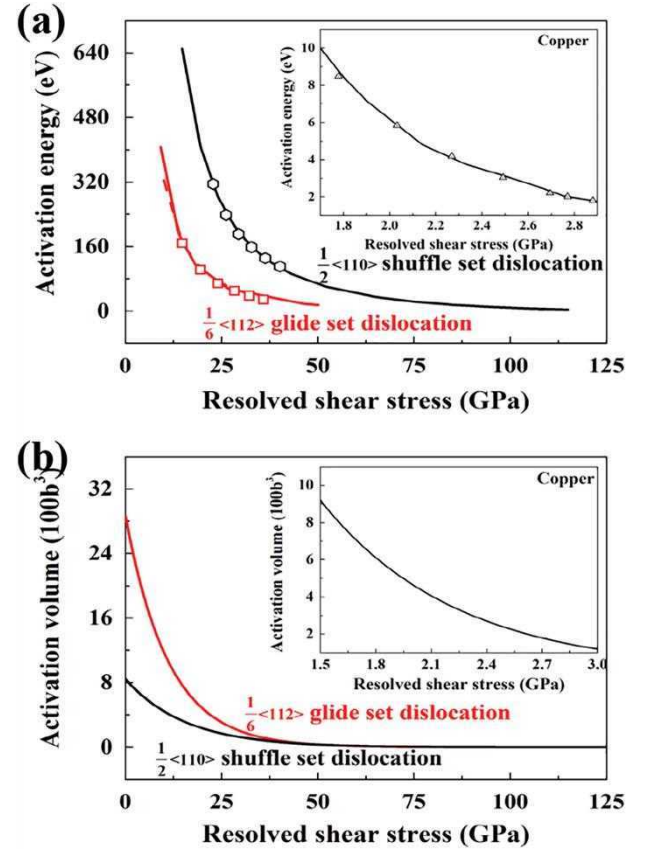 (a)
Activation energy (eV)
640
480
320
160
0
Copper
Activation energy (eV)
10
8
6
4
2
1.8 2.0 2.2 2.4 2.6 2.8
Resolved shear stress (GPa)
1/2 <110> shuffle set dislocation
1/6 <112> glide set dislocation
0 25 50 75 100 125
Resolved shear stress (GPa)
(b)
Activation volume (100b³)
36
28
20
12
8
0
Copper
Activation volume (100b³)
10
8
6
4
2
1.5 1.8 2.1 2.4 2.7 3.0
Resolved shear stress (GPa)
1/6 <112> glide set dislocation
1/2 <110> shuffle set dislocation
0 25 50 75 100 125
Resolved shear stress (GPa)